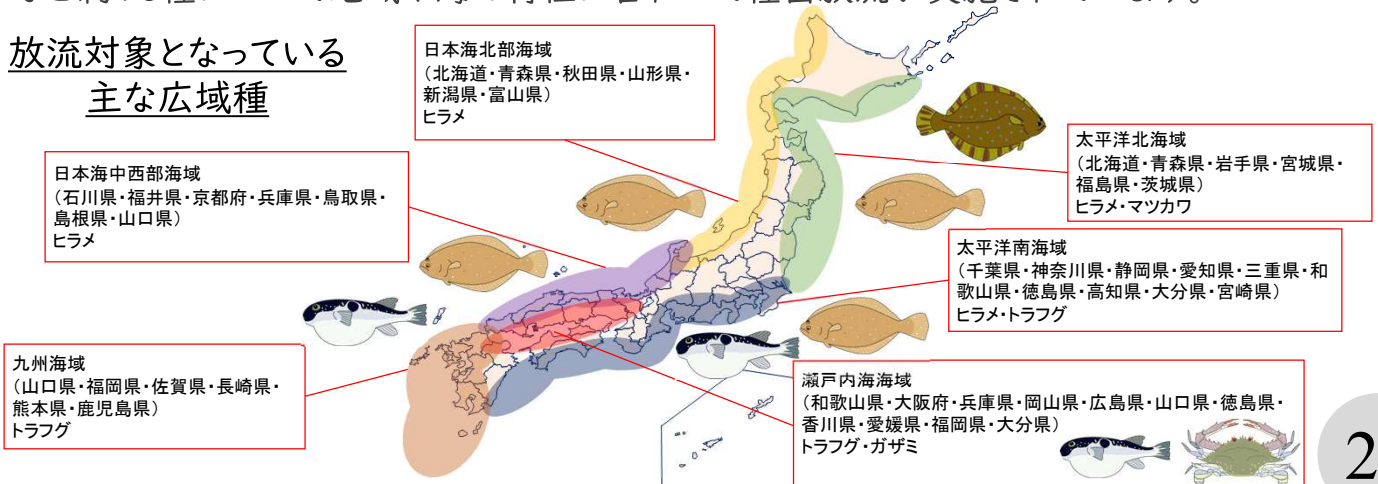 放流対象となっている
主な広域種
日本海北部海域
(北海道・青森県・秋田県・山形県・
新潟県・富山県)
ヒラメ
太平洋北海域
(北海道・青森県・岩手県・宮城県・
福島県・茨城県)
ヒラメ・マツカワ
日本海中西部海域
(石川県・福井県・京都府・兵庫県・鳥取県・
島根県・山口県)
ヒラメ
太平洋南海域
(千葉県・神奈川県・静岡県・愛知県・三重県・和
歌山県・徳島県・高知県・大分県・宮崎県)
ヒラメ・トラフグ
九州海域
(山口県・福岡県・佐賀県・長崎県・
熊本県・鹿児島県)
トラフグ
瀬戸内海海域
(和歌山県・大阪府・兵庫県・岡山県・広島県・山口県・徳島県・
香川県・愛媛県・福岡県・大分県)
トラフグ・ガザミ
2